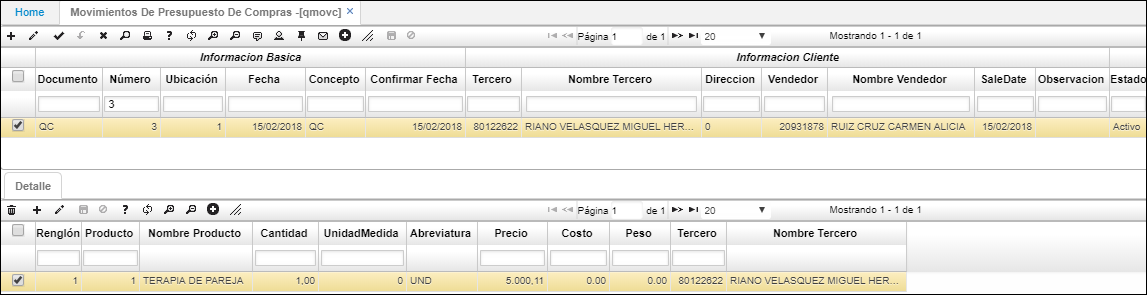 Home Movimientos De Presupuesto De Compras -[qmovc] ×
Página 1 de 1 20 Mostrando 1 - 1 de 1
Informacion Basica Informacion Cliente
Documento Número Ubicación Fecha Concepto Confirmar Fecha Tercero Nombre Tercero Direccion Vendedor Nombre Vendedor SaleDate Observacion Estado
3
QC 3 1 15/02/2018 QC 15/02/2018 80122622 RIANO VELASQUEZ MIGUEL HER... 0 20931878 RUIZ CRUZ CARMEN ALICIA 15/02/2018 Activo
Detalle
Página 1 de 1 20 Mostrando 1 - 1 de 1
Renglón Producto Nombre Producto Cantidad UnidadMedida Abreviatura Precio Costo Peso Tercero Nombre Tercero
1 1 TERAPIA DE PAREJA 1,00 0 UND 5.000,11 0.00 0.00 80122622 RIANO VELASQUEZ MIGUEL HER...